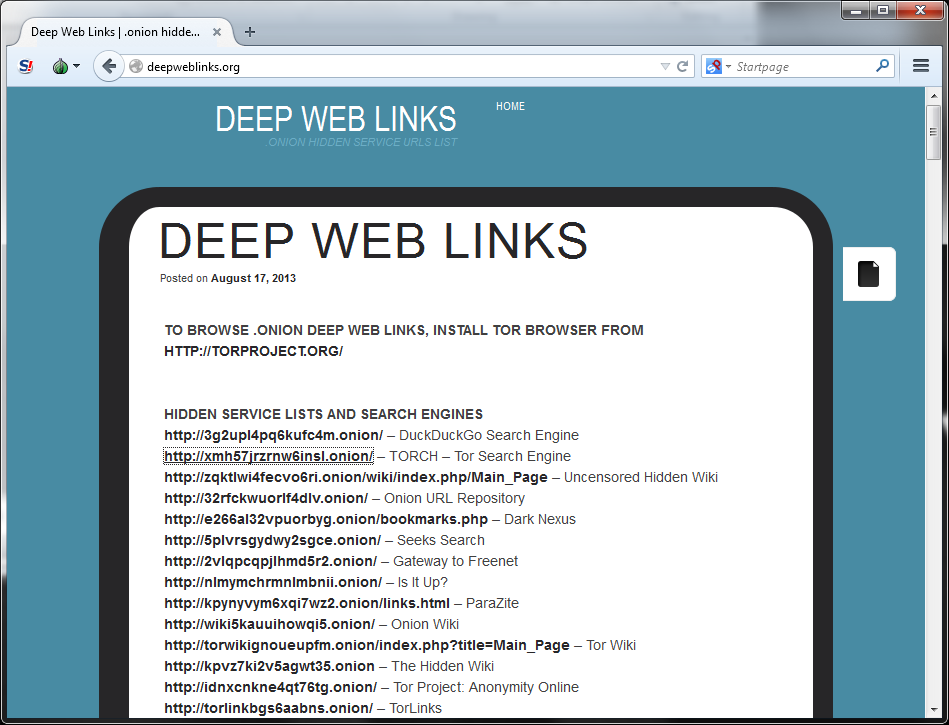 Deep Web Links | .onion hidde...
S!
deepweblinks.org
Startpage
DEEP WEB LINKS
.ONION HIDDEN SERVICE URLS LIST
HOME
DEEP WEB LINKS
Posted on August 17, 2013
TO BROWSE .ONION DEEP WEB LINKS, INSTALL TOR BROWSER FROM
HTTP://TORPROJECT.ORG/
HIDDEN SERVICE LISTS AND SEARCH ENGINES
http://3g2upl4pq6kufc4m.onion/ – DuckDuckGo Search Engine
http://xmh57jrzrnw6insl.onion/ – TORCH – Tor Search Engine
http://zqktlwi4fecvo6ri.onion/wiki/index.php/Main_Page – Uncensored Hidden Wiki
http://32rfckwuorlf4dlv.onion/ – Onion URL Repository
http://e266al32vpuorbyg.onion/bookmarks.php – Dark Nexus
http://5plvrsgydwy2sgce.onion/ – Seeks Search
http://2vlqpcqpjlhmd5r2.onion/ – Gateway to Freenet
http://nlmymchrmnlmbnii.onion/ – Is It Up?
http://kpynyvym6xqi7wz2.onion/links.html – ParaZite
http://wiki5kauuihowqi5.onion/ – Onion Wiki
http://torwikignoueupfm.onion/index.php?title=Main_Page – Tor Wiki
http://kpvz7ki2v5agwt35.onion – The Hidden Wiki
http://idnxcnkne4qt76tg.onion/ – Tor Project: Anonymity Online
http://torlinkbgs6aabns.onion/ – TorLinks